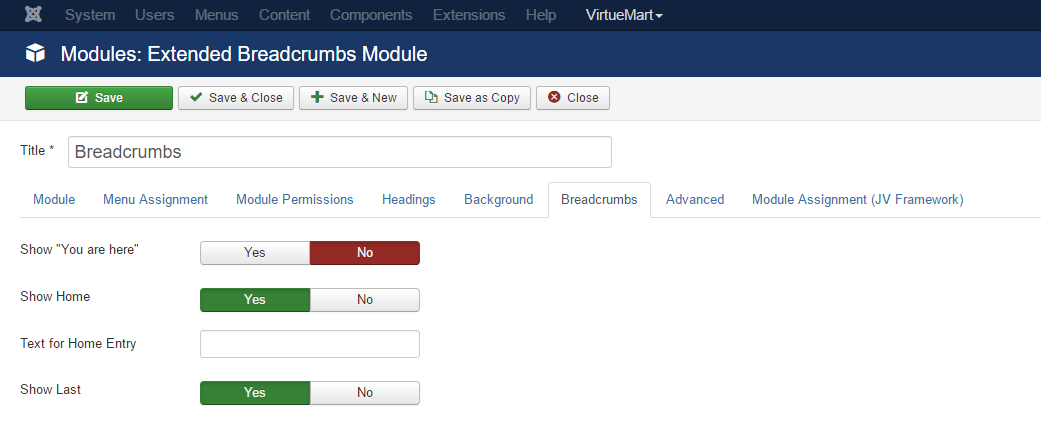 System Users Menus Content Components Extensions Help VirtueMart
Modules: Extended Breadcrumbs Module
Save Save & Close Save & New Save as Copy Close
Title * Breadcrumbs
Module Menu Assignment Module Permissions Headings Background Breadcrumbs Advanced Module Assignment (JV Framework)
Show "You are here" Yes No
Show Home Yes No
Text for Home Entry
Show Last Yes No